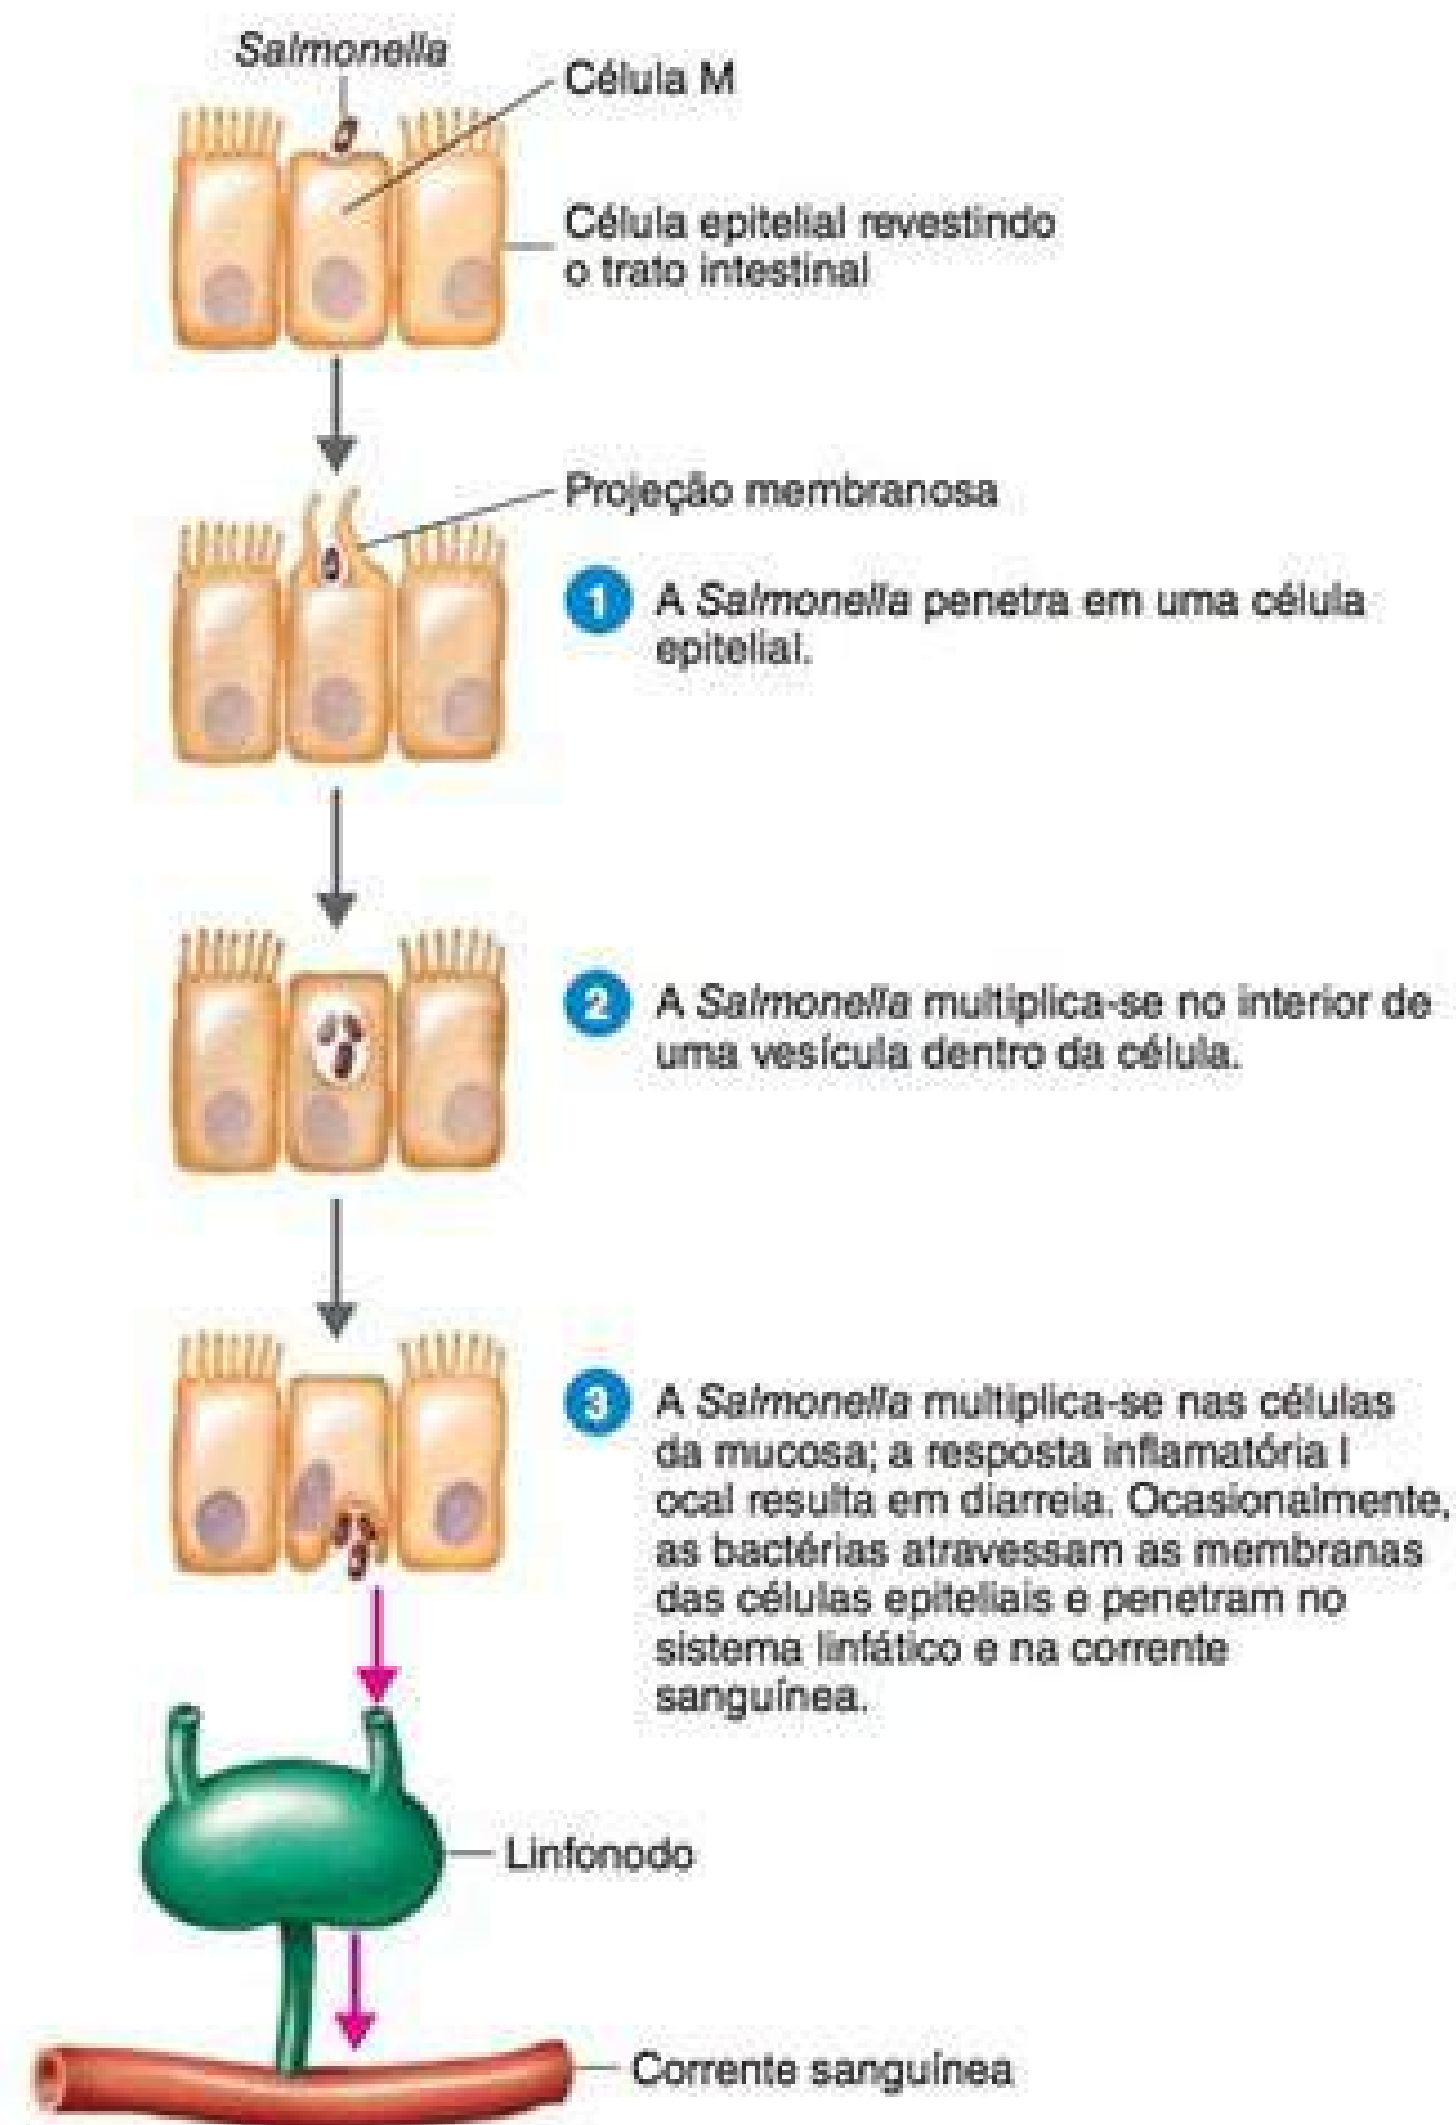 Salmonella
Célula M
Célula epitelial revestindo
o trato intestinal
Projeção membranosa
1 A Salmonella penetra em uma célula
epitelial.
2 A Salmonella multiplica-se no interior de
uma vesícula dentro da célula.
3 A Salmonella multiplica-se nas células
da mucosa; a resposta inflamatória l
ocal resulta em diarreia. Ocasionalmente,
as bactérias atravessam as membranas
das células epiteliais e penetram no
sistema linfático e na corrente
sanguínea.
Linfonodo
Corrente sanguínea